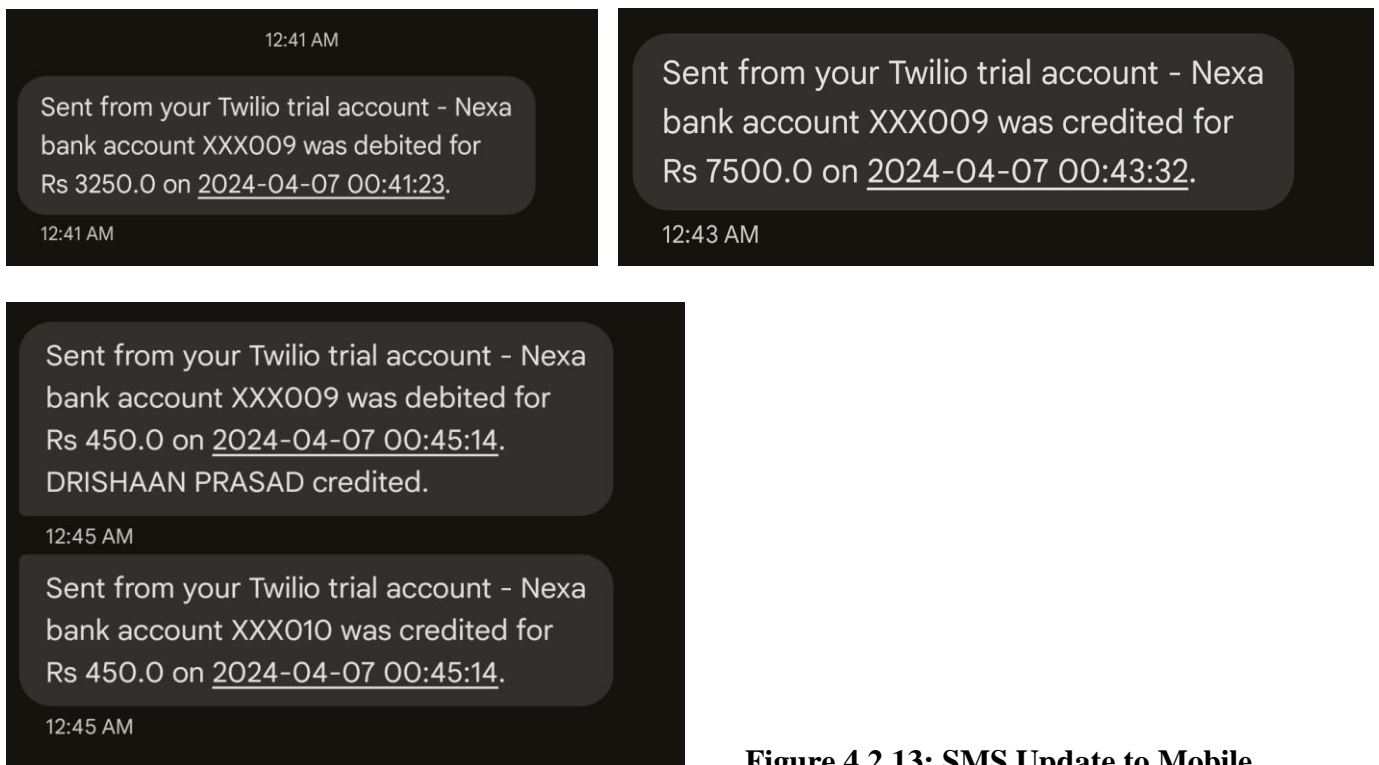 12:41 AM
Sent from your Twilio trial account - Nexa
bank account XXX009 was debited for
Rs 3250.0 on 2024-04-07 00:41:23.
12:41 AM
Sent from your Twilio trial account - Nexa
bank account XXX009 was credited for
Rs 7500.0 on 2024-04-07 00:43:32.
12:43 AM
Sent from your Twilio trial account - Nexa
bank account XXX009 was debited for
Rs 450.0 on 2024-04-07 00:45:14.
DRISHAAN PRASAD credited.
12:45 AM
Sent from your Twilio trial account - Nexa
bank account XXX010 was credited for
Rs 450.0 on 2024-04-07 00:45:14.
12:45 AM
Figure 4.2.13: SMS Update to Mobile